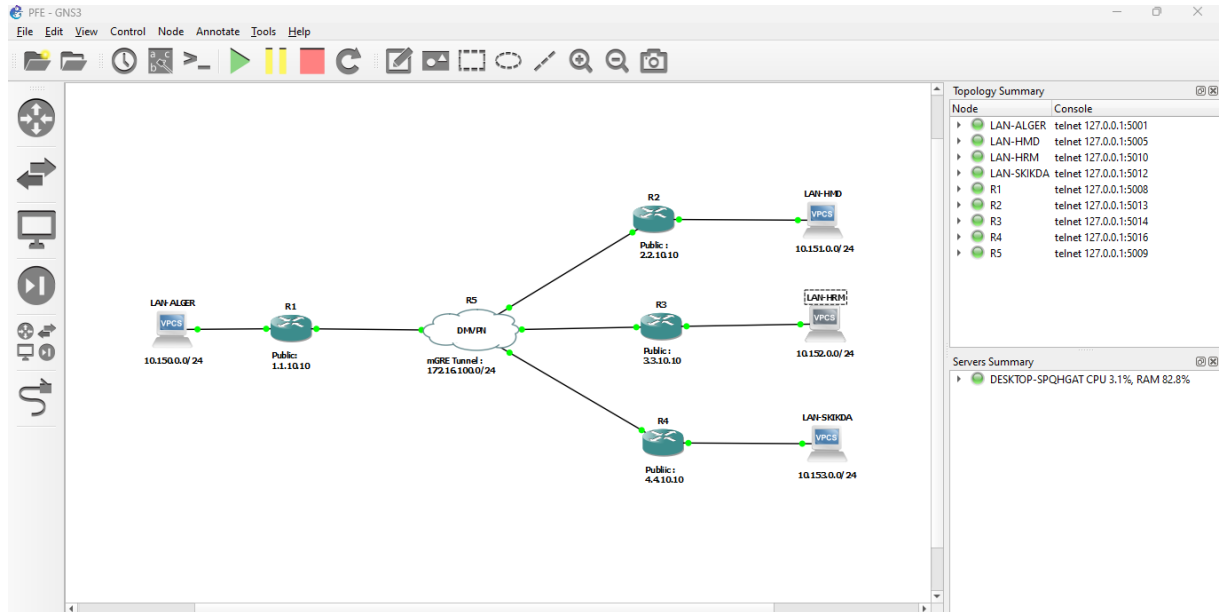 PFE - GNS3
File Edit View Control Node Annotate Tools Help
Topology Summary
Node Console
LAN-ALGER telnet 127.0.0.1:5001
LAN-HMD telnet 127.0.0.1:5005
LAN-HRM telnet 127.0.0.1:5010
LAN-SKIKDA telnet 127.0.0.1:5012
R1 telnet 127.0.0.1:5008
R2 telnet 127.0.0.1:5013
R3 telnet 127.0.0.1:5014
R4 telnet 127.0.0.1:5016
R5 telnet 127.0.0.1:5009
Servers Summary
DESKTOP-SPQHGAT CPU 3.1%, RAM 82.8%
LAN-ALGER
VPCS
10.150.0.0/24
R1
Public:
1.1.10.10
R5
DMVPN
mGRE Tunnel :
172.16.100.0/24
R2
Public :
2.2.10.10
LAN-HMD
VPCS
10.151.0.0/24
R3
Public :
3.3.10.10
LAN-HRM
VPCS
10.152.0.0/24
R4
Publiic :
4.4.10.10
LAN-SKIKDA
VPCS
10.153.0.0/24